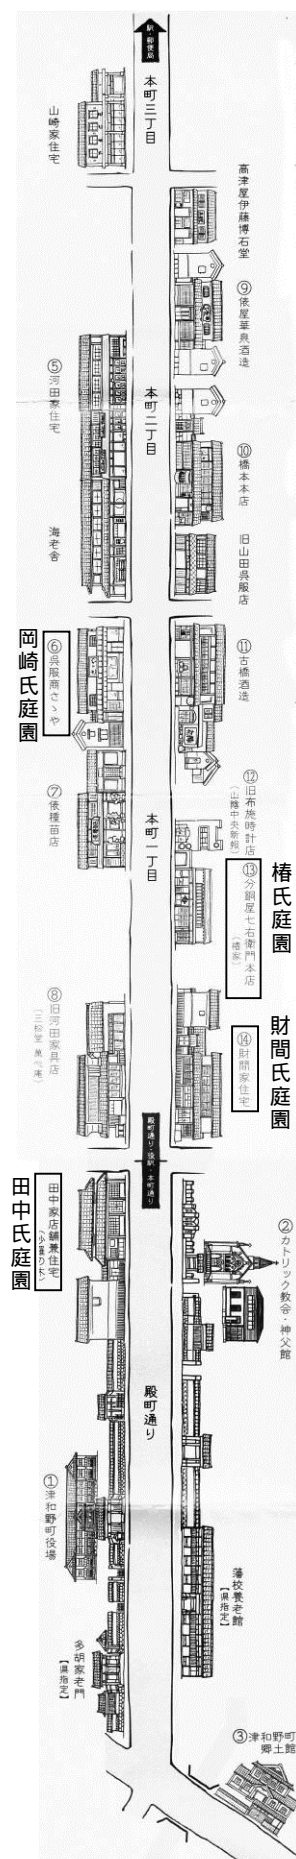 駅・郵便局
本町三丁目
山崎家住宅
高津屋伊藤博石堂
⑨俵屋華泉酒造
本町二丁目
⑤河田家住宅
⑩橋本本店
海老舎
旧山田呉服店
岡崎氏庭園
⑥呉服商さゝや
⑪古橋酒造
⑦俵種苗店
本町一丁目
⑫旧布施時計店
(山陰中央新報)
⑬分銅屋七右衛門本店
(椿家)
椿氏庭園
⑧旧河田家具店
⑭財間家住宅
財間氏庭園
殿町通り・後駅・本町通り
田中氏庭園
田中家店舗兼住宅
(沙羅の木)
②カトリック教会・神父館
殿町通り
①津和野町役場
藩校養老館
【県指定】
多胡家老門
【県指定】
③津和野町
郷土館